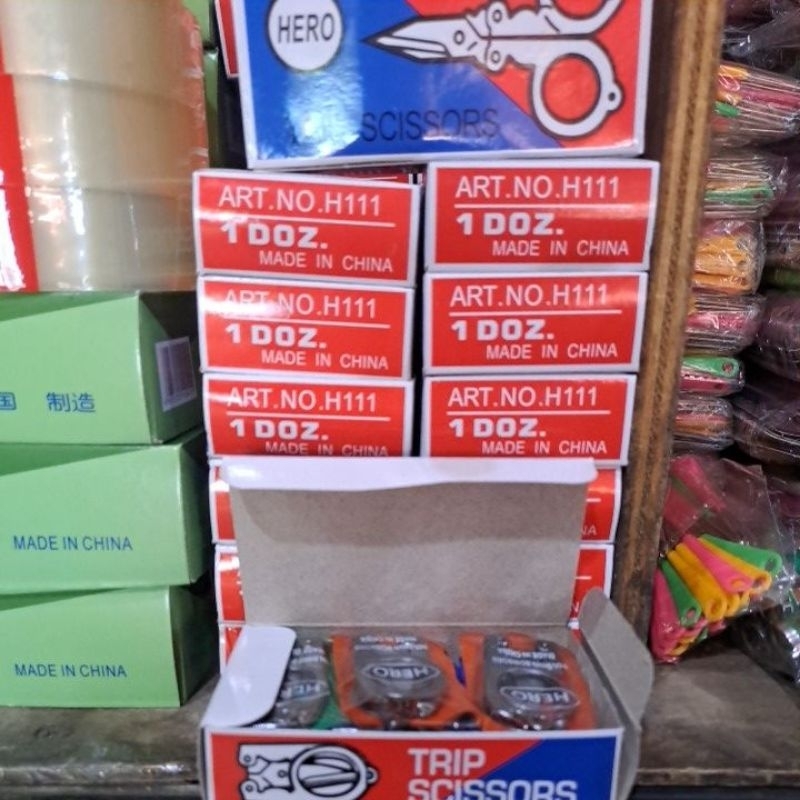 HERO
SCISSORS
ART.NO.H111
1 DOZ.
MADE IN CHINA
ART.NO.H111
1 DOZ.
MADE IN CHINA
ART.NO.H111
1 DOZ.
MADE IN CHINA
ART.NO.H111
1 DOZ.
MADE IN CHINA
ART.NO.H111
1 DOZ.
MADE IN CHINA
ART.NO.H111
1 DOZ.
MADE IN CHINA
国 制造
MADE IN CHINA
MADE IN CHINA
HERO
HERO
TRIP
SCISSORS